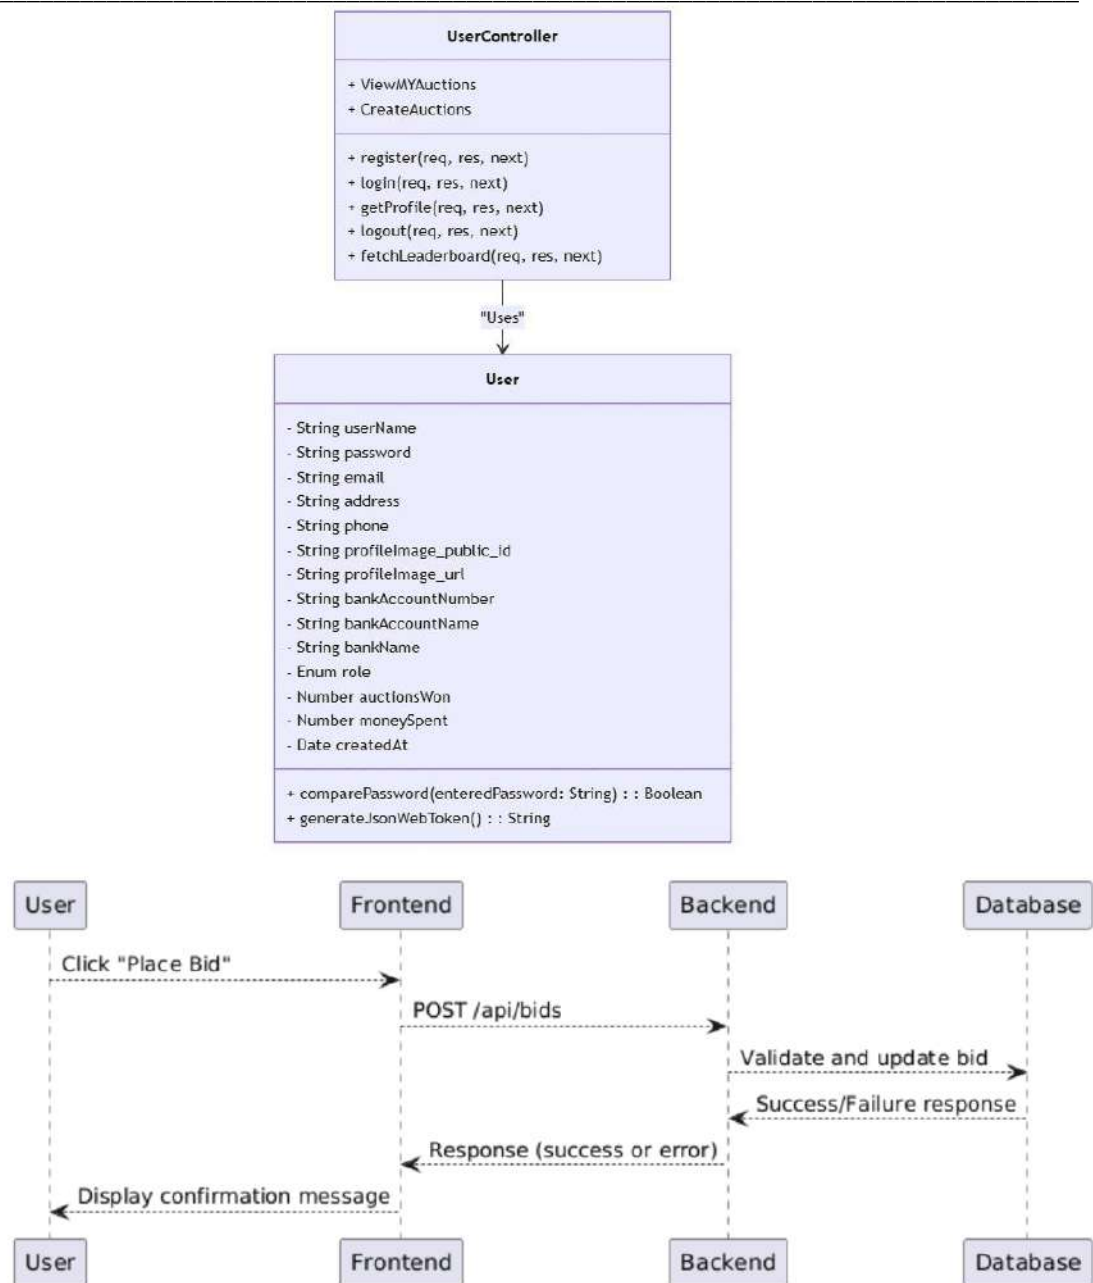 UserController
+ ViewMYAuctions
+ CreateAuctions
+ register(req, res, next)
+ login(req, res, next)
+ getProfile(req, res, next)
+ logout(req, res, next)
+ fetchLeaderboard(req, res, next)
"Uses"
User
- String userName
- String password
- String email
- String address
- String phone
- String profileImage_public_id
- String profileImage_url
- String bankAccountNumber
- String bankAccountName
- String bankName
- Enum role
- Number auctionsWon
- Number moneySpent
- Date createdAt
+ comparePassword(enteredPassword: String) : : Boolean
+ generateJsonWebToken() : : String
User Frontend Backend Database
Click "Place Bid"
POST /api/bids
Validate and update bid
Success/Failure response
Response (success or error)
Display confirmation message
User Frontend Backend Database